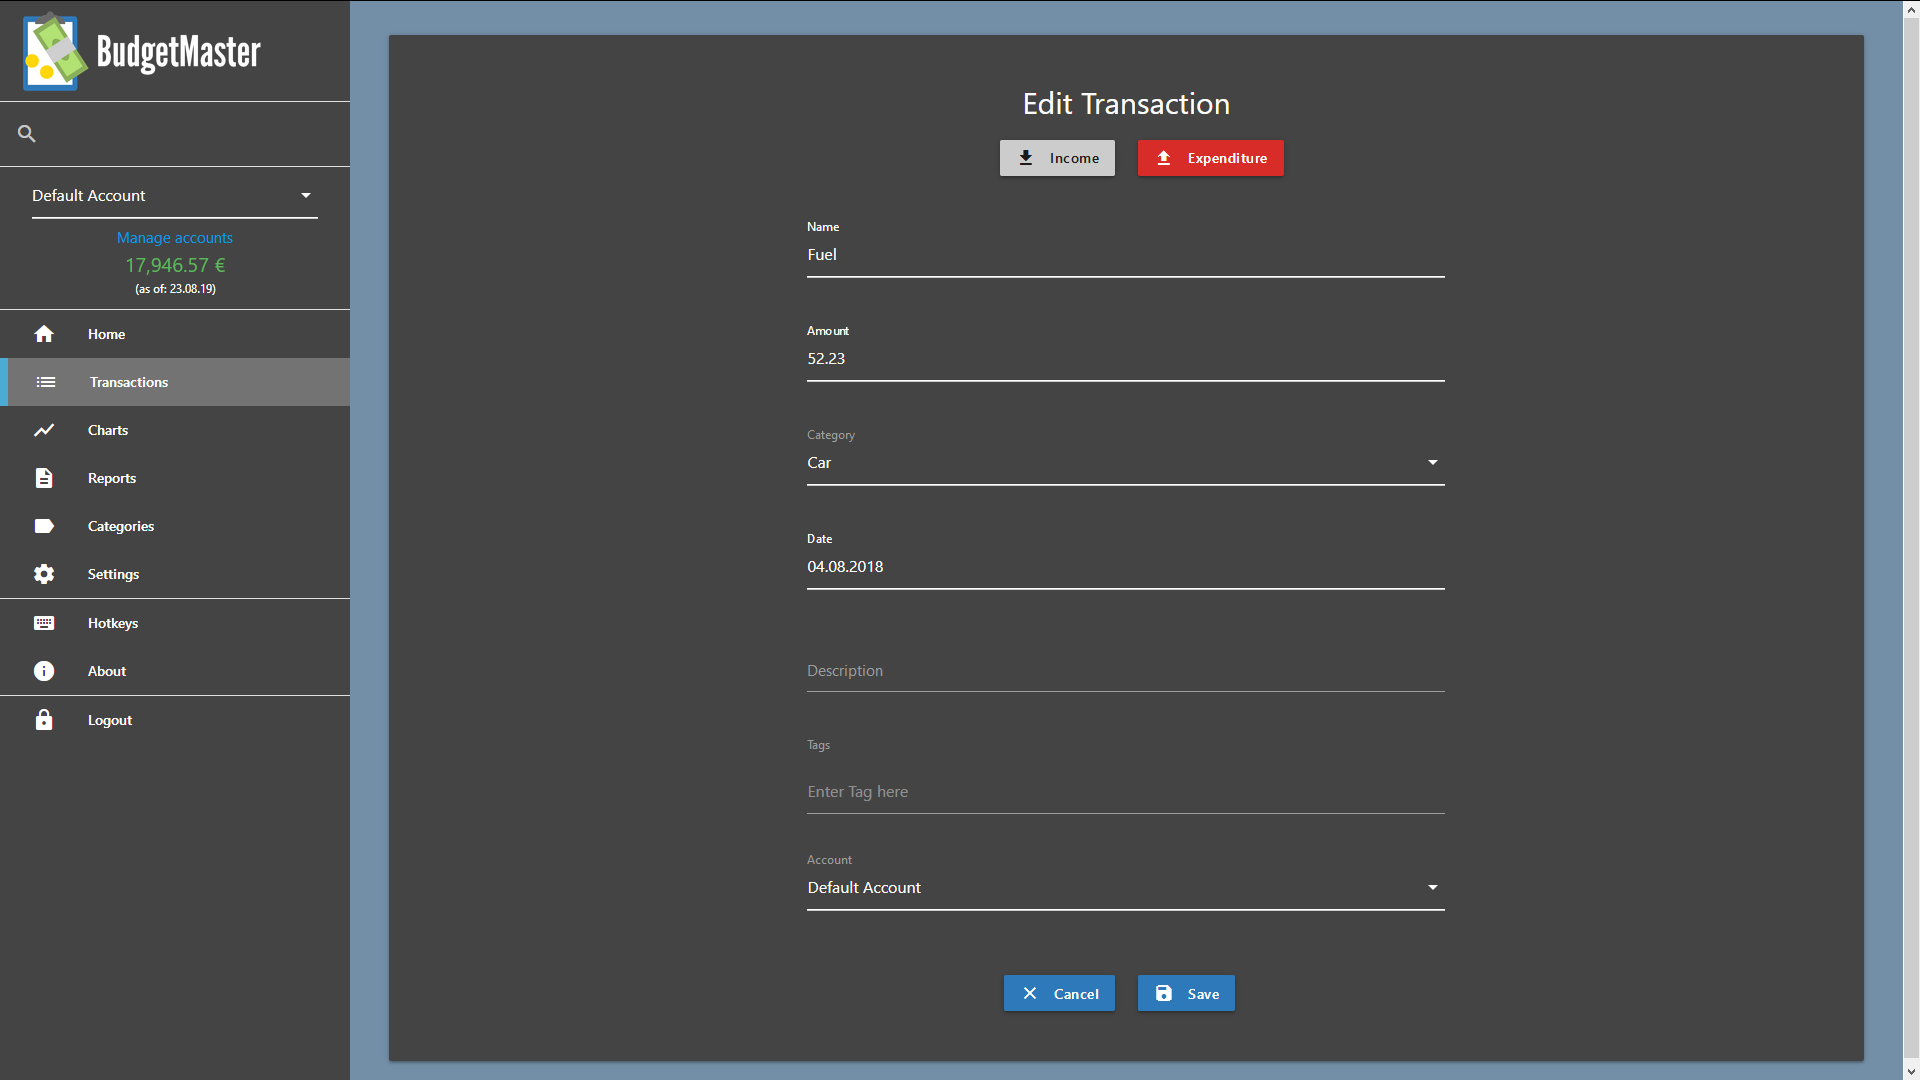 BudgetMaster
Default Account
Manage accounts
17,946.57 €
(as of: 23.08.19)
Home
Transactions
Charts
Reports
Categories
Settings
Hotkeys
About
Logout
Edit Transaction
Income
Expenditure
Name
Fuel
Amount
52.23
Category
Car
Date
04.08.2018
Description
Tags
Enter Tag here
Account
Default Account
Cancel
Save